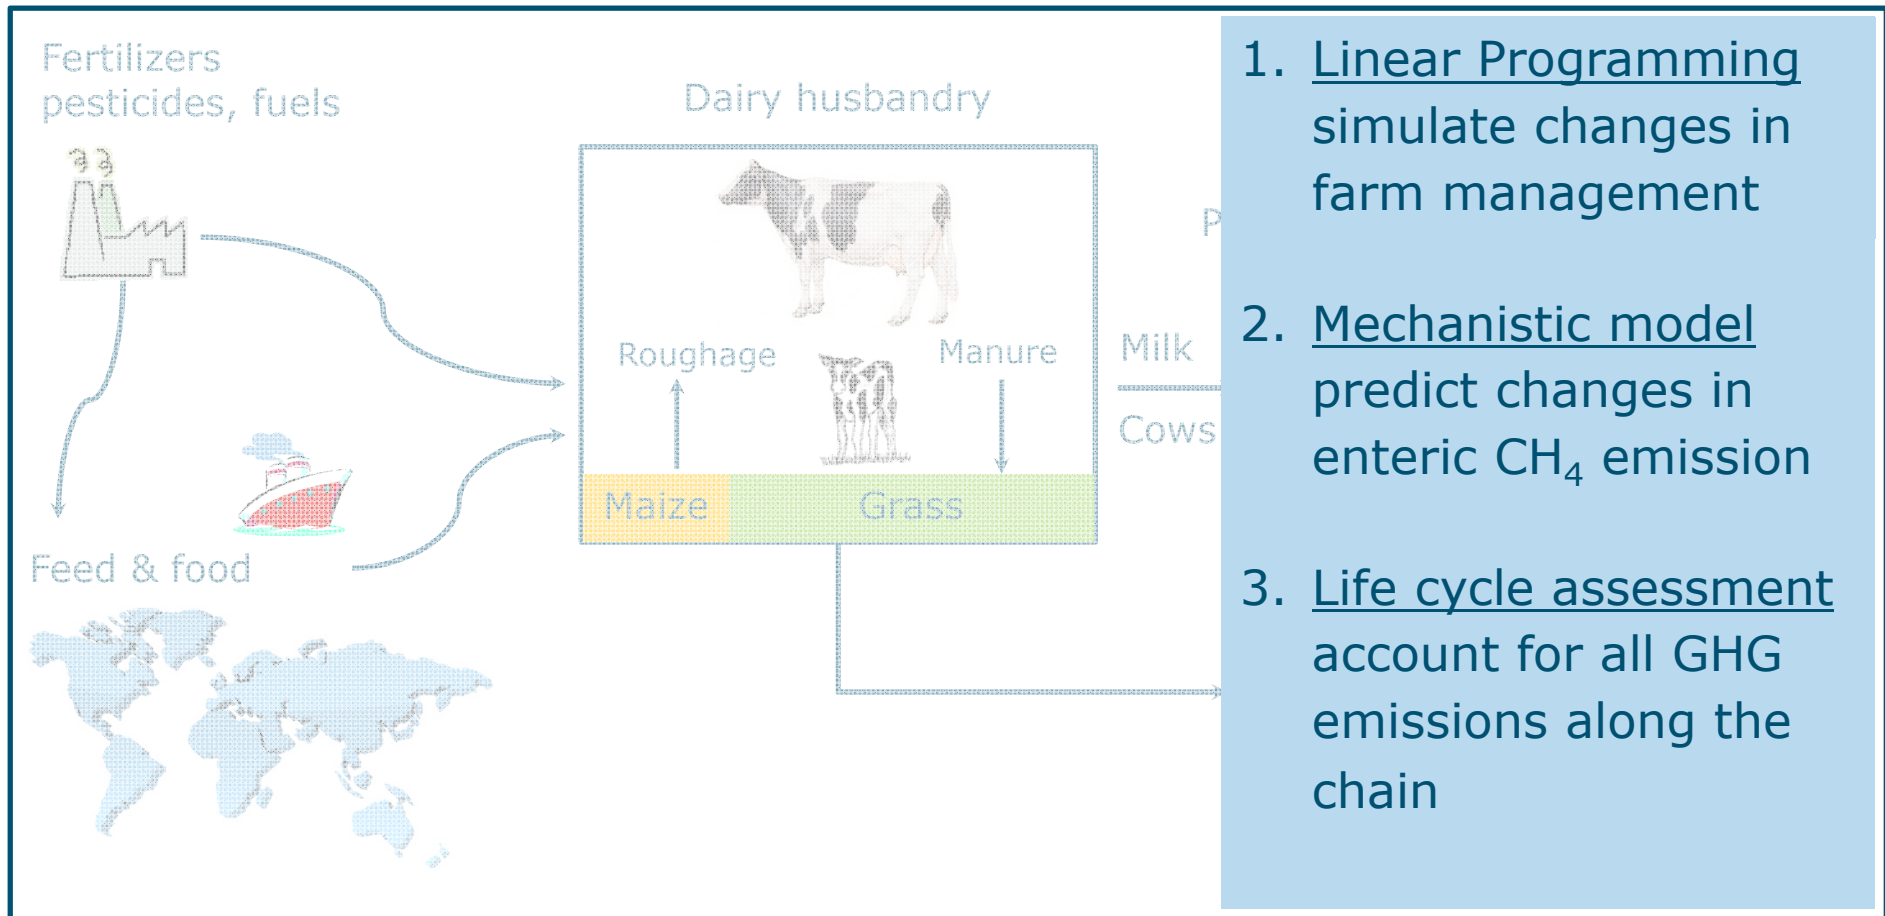 Fertilizers
pesticides, fuels
Dairy husbandry
Roughage
Manure
Maize
Grass
Feed & food
Milk
Cows
P
1. Linear Programming
simulate changes in
farm management
2. Mechanistic model
predict changes in
enteric CH₄ emission
3. Life cycle assessment
account for all GHG
emissions along the
chain